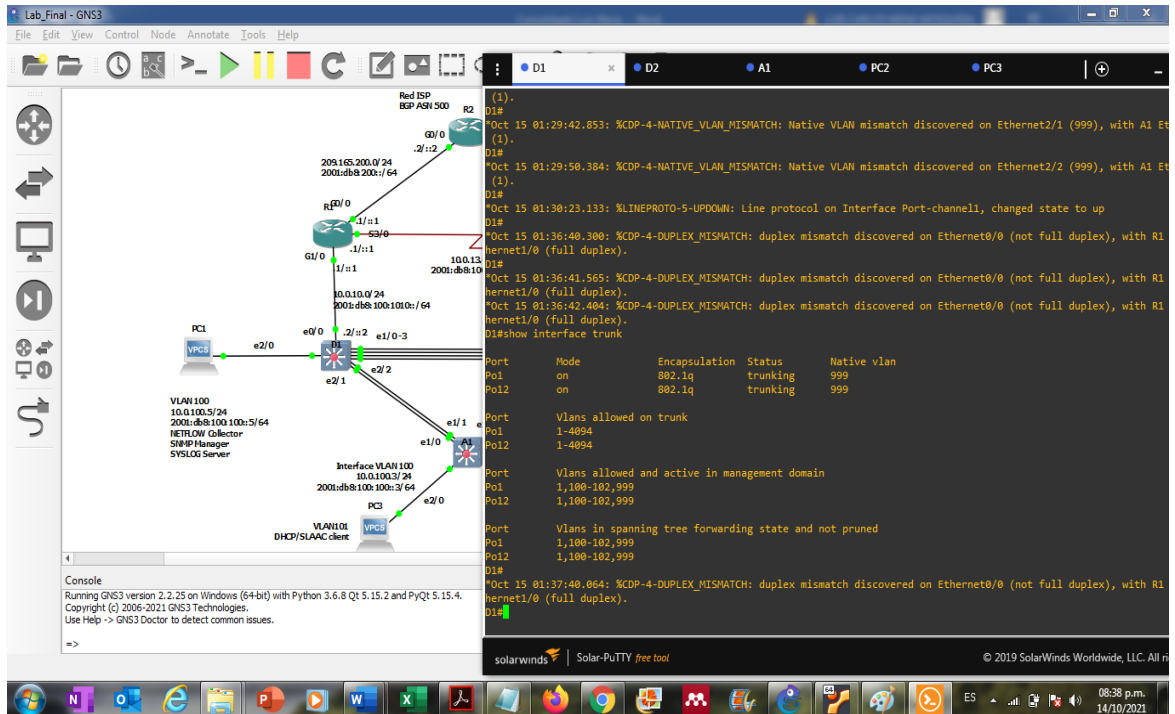 Lab_Final - GNS3
File Edit View Control Node Annotate Tools Help
Red ISP
BGP ASN 500
R2
G0/0
.2/::2
209.165.200.0/24
2001:db8:200::/64
R1
G0/0
.1/::1
S3/0
.1/::1
G1/0
.1/::1
10.0.13
2001:db8:10
10.0.10.0/24
2001:db8:100:1010::/64
PC1
VPCS
e2/0
e0/0
.2/::2
e1/0-3
D1
e2/1
e2/2
VLAN 100
10.0.100.5/24
2001:db8:100:100::5/64
NETFLOW Collector
SNMP Manager
SYSLOG Server
e1/1
e
e1/0
A1
Interface VLAN 100
10.0.100.3/24
2001:db8:100:100::3/64
e2/0
PC3
VPCS
VLAN101
DHCP/SLAAC client
Console
Running GNS3 version 2.2.25 on Windows (64-bit) with Python 3.6.8 Qt 5.15.2 and PyQt 5.15.4.
Copyright (c) 2006-2021 GNS3 Technologies.
Use Help -> GNS3 Doctor to detect common issues.
=>
D1 D2 A1 PC2 PC3
(1).
D1#
*Oct 15 01:29:42.853: %CDP-4-NATIVE_VLAN_MISMATCH: Native VLAN mismatch discovered on Ethernet2/1 (999), with A1 Et
(1).
D1#
*Oct 15 01:29:50.384: %CDP-4-NATIVE_VLAN_MISMATCH: Native VLAN mismatch discovered on Ethernet2/2 (999), with A1 Et
(1).
D1#
*Oct 15 01:30:23.133: %LINEPROTO-5-UPDOWN: Line protocol on Interface Port-channel1, changed state to up
D1#
*Oct 15 01:36:40.300: %CDP-4-DUPLEX_MISMATCH: duplex mismatch discovered on Ethernet0/0 (not full duplex), with R1
hernet1/0 (full duplex).
D1#
*Oct 15 01:36:41.565: %CDP-4-DUPLEX_MISMATCH: duplex mismatch discovered on Ethernet0/0 (not full duplex), with R1
hernet1/0 (full duplex).
*Oct 15 01:36:42.404: %CDP-4-DUPLEX_MISMATCH: duplex mismatch discovered on Ethernet0/0 (not full duplex), with R1
hernet1/0 (full duplex).
D1#show interface trunk
Port Mode Encapsulation Status Native vlan
Po1 on 802.1q trunking 999
Po12 on 802.1q trunking 999
Port Vlans allowed on trunk
Po1 1-4094
Po12 1-4094
Port Vlans allowed and active in management domain
Po1 1,100-102,999
Po12 1,100-102,999
Port Vlans in spanning tree forwarding state and not pruned
Po1 1,100-102,999
Po12 1,100-102,999
D1#
*Oct 15 01:37:40.064: %CDP-4-DUPLEX_MISMATCH: duplex mismatch discovered on Ethernet0/0 (not full duplex), with R1
hernet1/0 (full duplex).
D1#
solarwinds Solar-PuTTY free tool
© 2019 SolarWinds Worldwide, LLC. All ri
ES
08:38 p.m.
14/10/2021